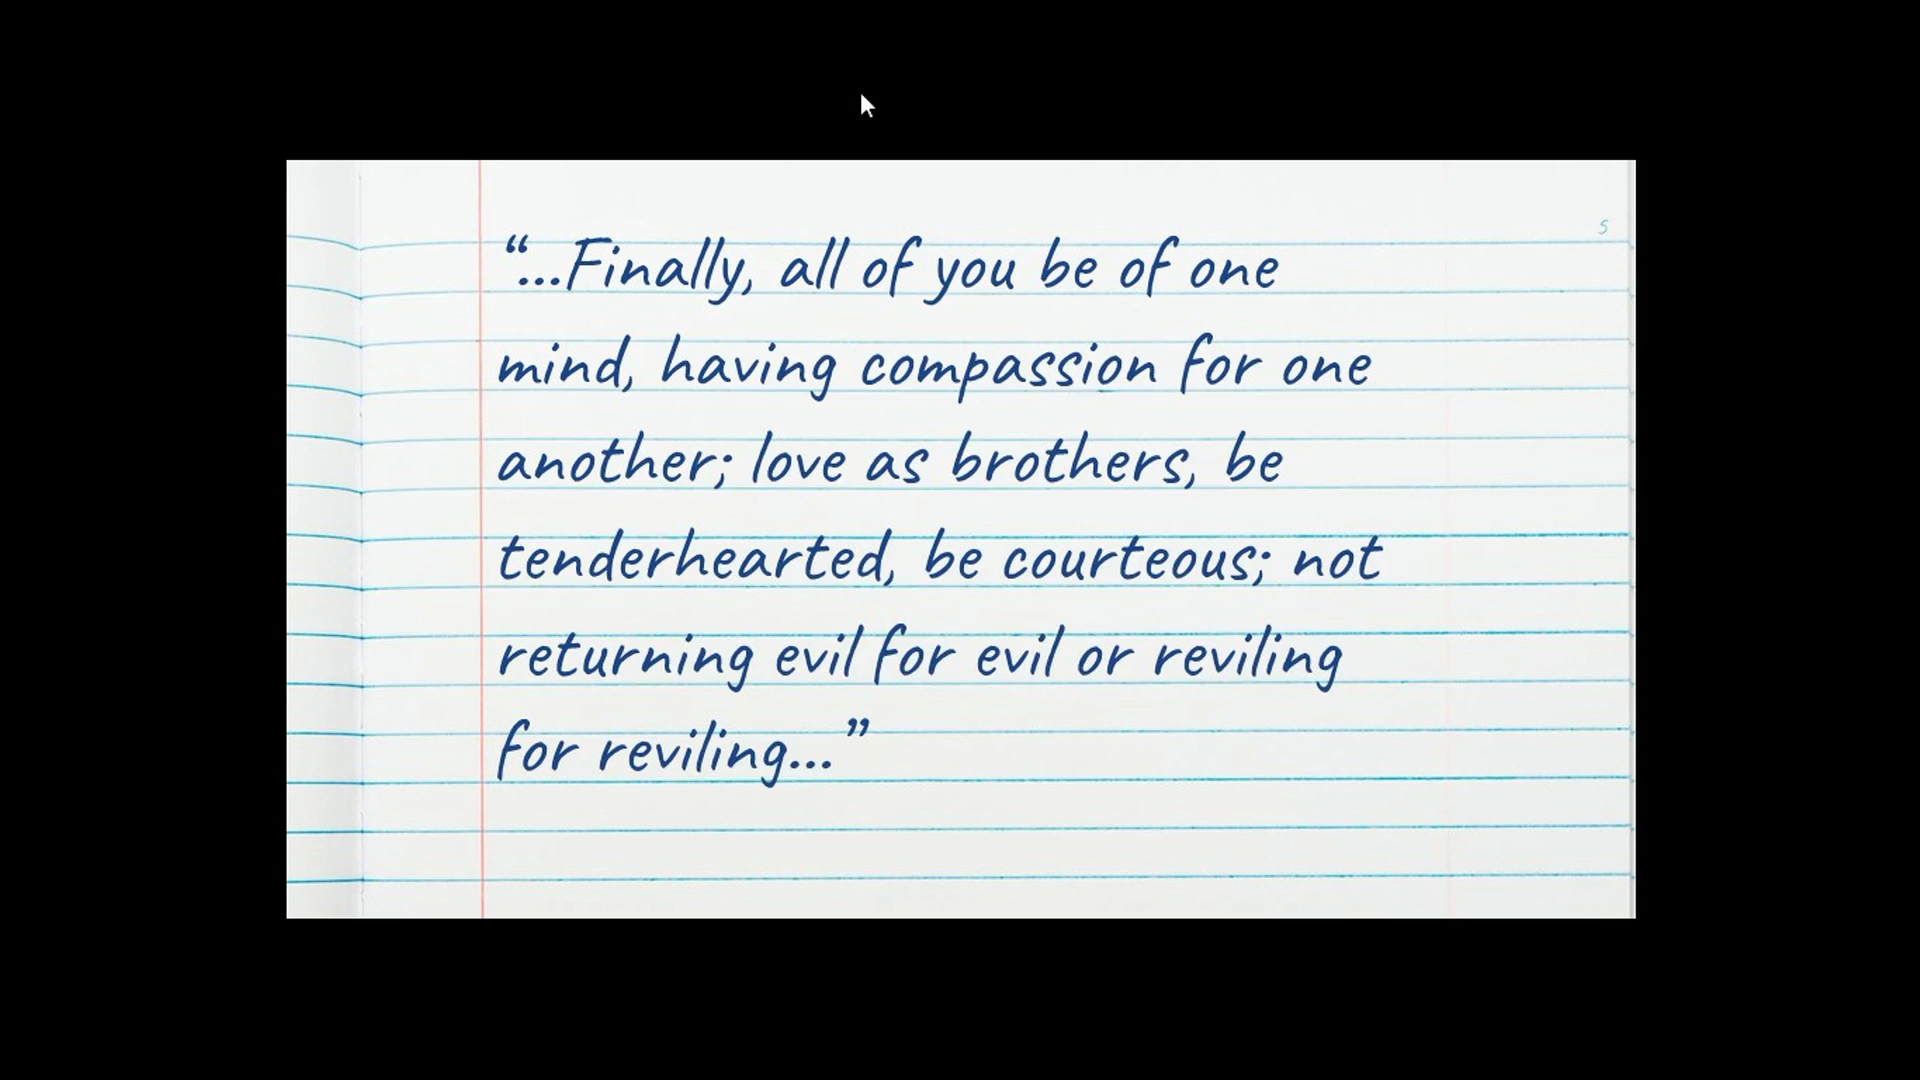 5
“...Finally, all of you be of one
mind, having compassion for one
another; love as brothers, be
tenderhearted, be courteous; not
returning evil for evil or reviling
for reviling...”